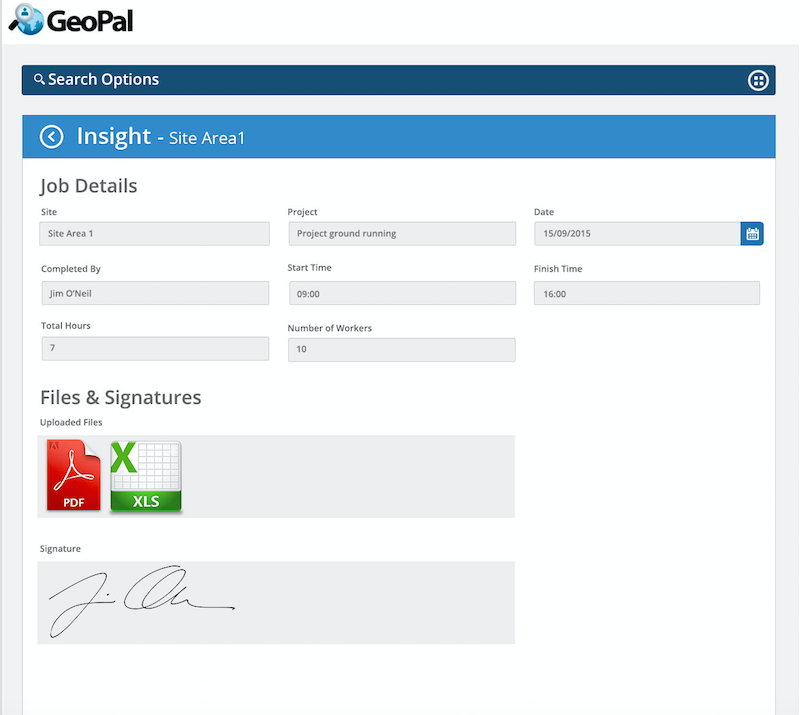 GeoPal
Search Options
Insight - Site Area1
Job Details
Site
Project
Date
Site Area 1
Project ground running
15/09/2015
Completed By
Start Time
Finish Time
Jim O'Neil
09:00
16:00
Total Hours
Number of Workers
7
10
Files & Signatures
Uploaded Files
PDF
X
XLS
Signature